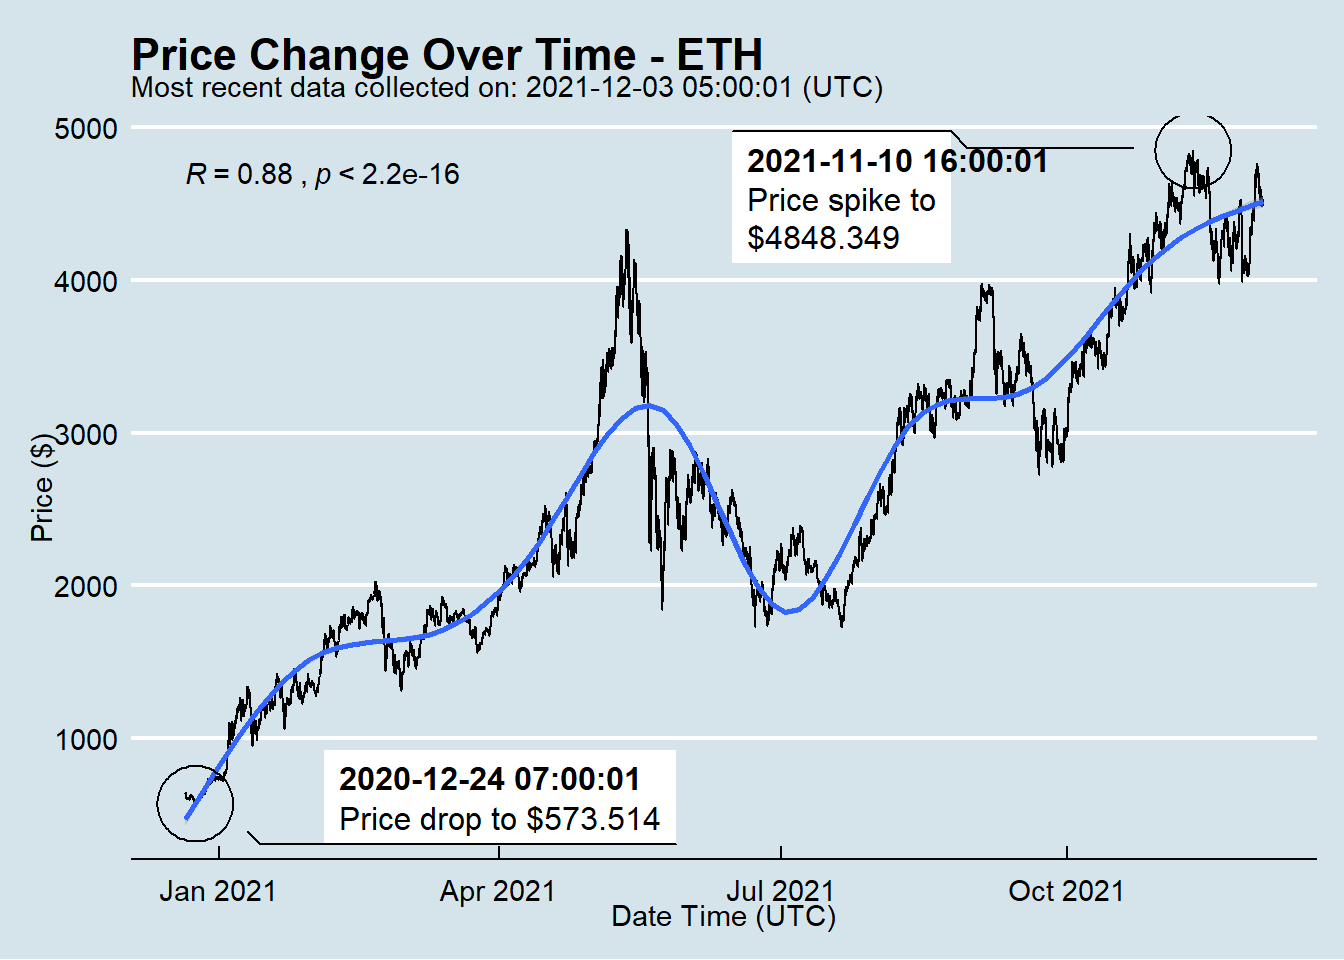 Price Change Over Time - ETH
Most recent data collected on: 2021-12-03 05:00:01 (UTC)
5000
R = 0.88 , p < 2.2e-16
2021-11-10 16:00:01
Price spike to
$4848.349
4000
3000
Price ($)
2000
1000
2020-12-24 07:00:01
Price drop to $573.514
Jan 2021
Apr 2021
Jul 2021
Oct 2021
Date Time (UTC)